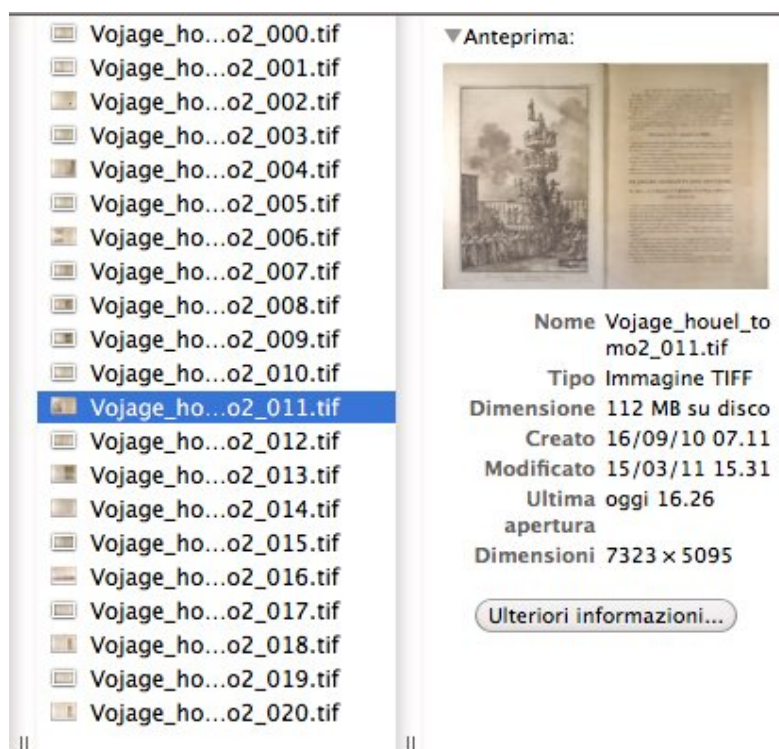 Vojage_ho...o2_000.tif
Vojage_ho...o2_001.tif
Vojage_ho...o2_002.tif
Vojage_ho...o2_003.tif
Vojage_ho...o2_004.tif
Vojage_ho...o2_005.tif
Vojage_ho...o2_006.tif
Vojage_ho...o2_007.tif
Vojage_ho...o2_008.tif
Vojage_ho...o2_009.tif
Vojage_ho...o2_010.tif
Vojage_ho...o2_011.tif
Vojage_ho...o2_012.tif
Vojage_ho...o2_013.tif
Vojage_ho...o2_014.tif
Vojage_ho...o2_015.tif
Vojage_ho...o2_016.tif
Vojage_ho...o2_017.tif
Vojage_ho...o2_018.tif
Vojage_ho...o2_019.tif
Vojage_ho...o2_020.tif
Anteprima:
Nome Vojage_houel_to
mo2_011.tif
Tipo Immagine TIFF
Dimensione 112 MB su disco
Creato 16/09/10 07.11
Modificato 15/03/11 15.31
Ultima oggi 16.26
apertura
Dimensioni 7323 × 5095
Ulteriori informazioni...